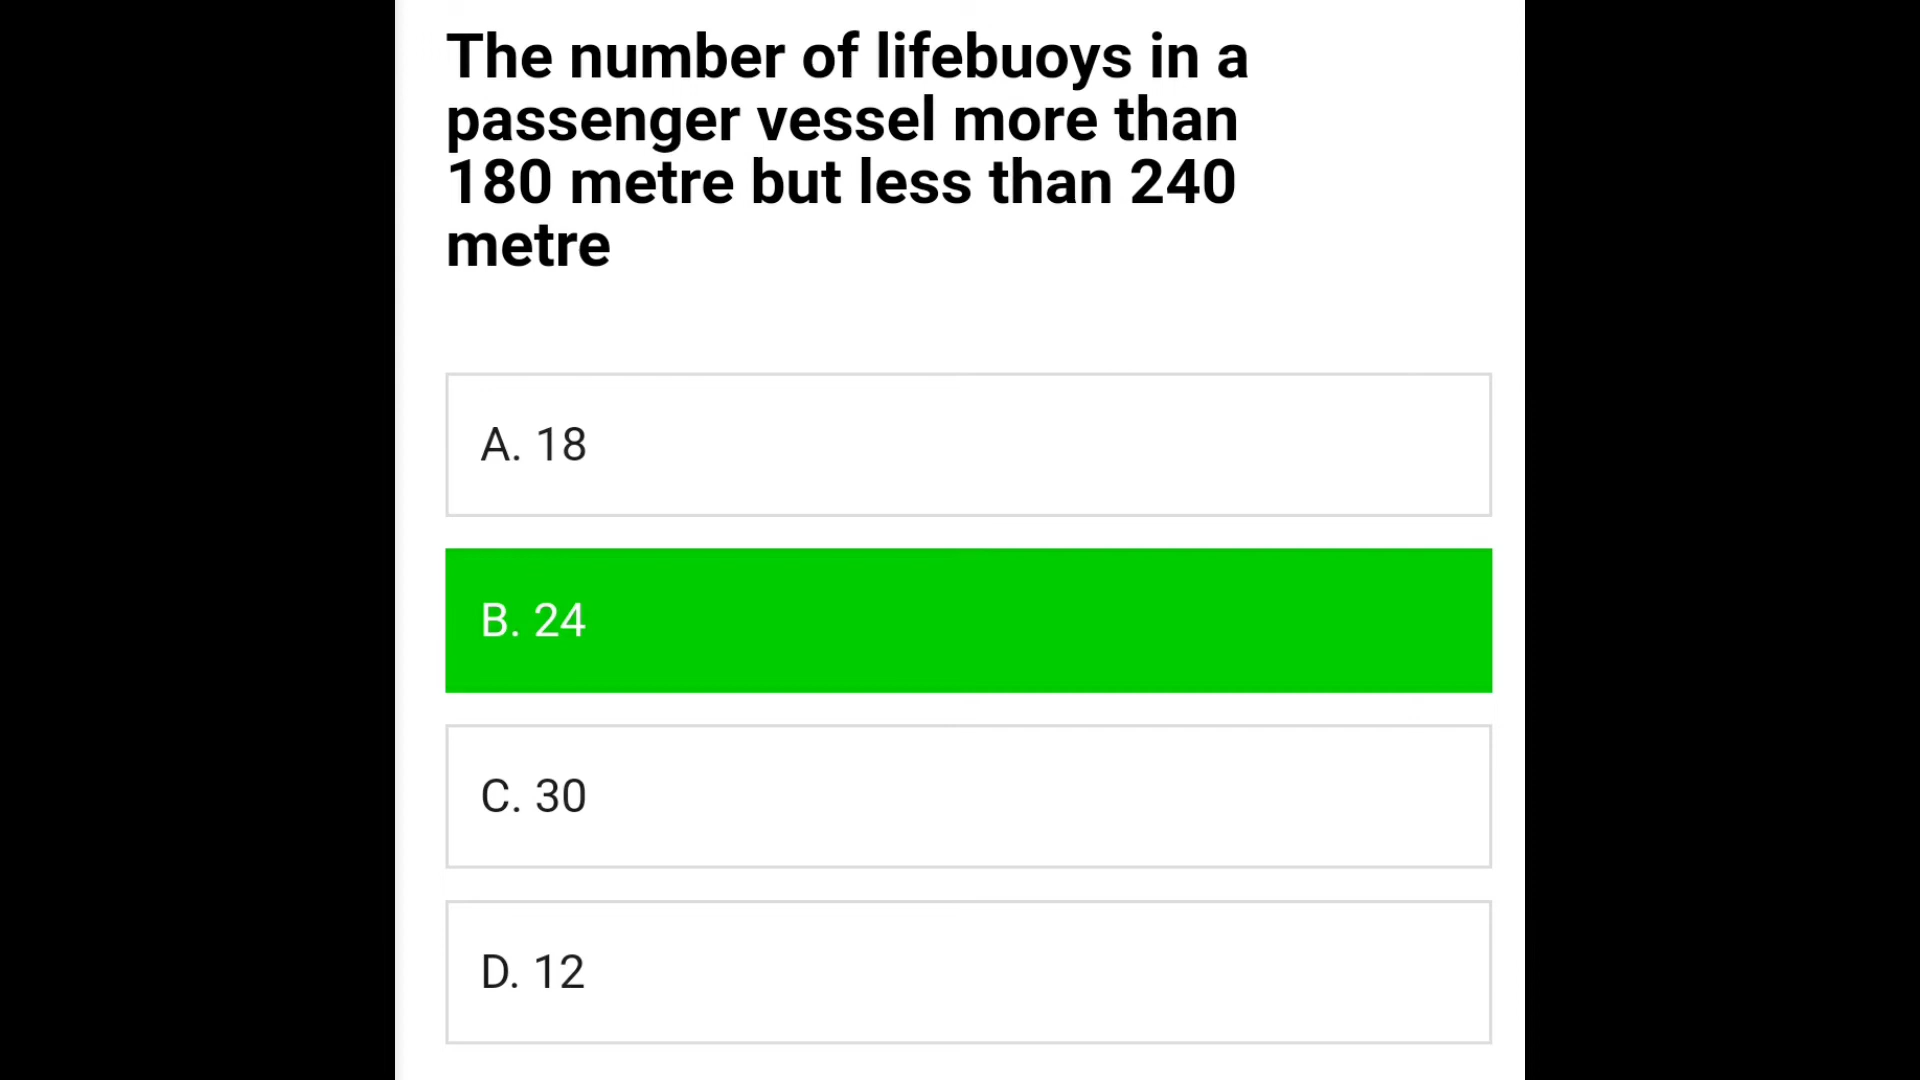 The number of lifebuoys in a
passenger vessel more than
180 metre but less than 240
metre
A. 18
B. 24
C. 30
D. 12